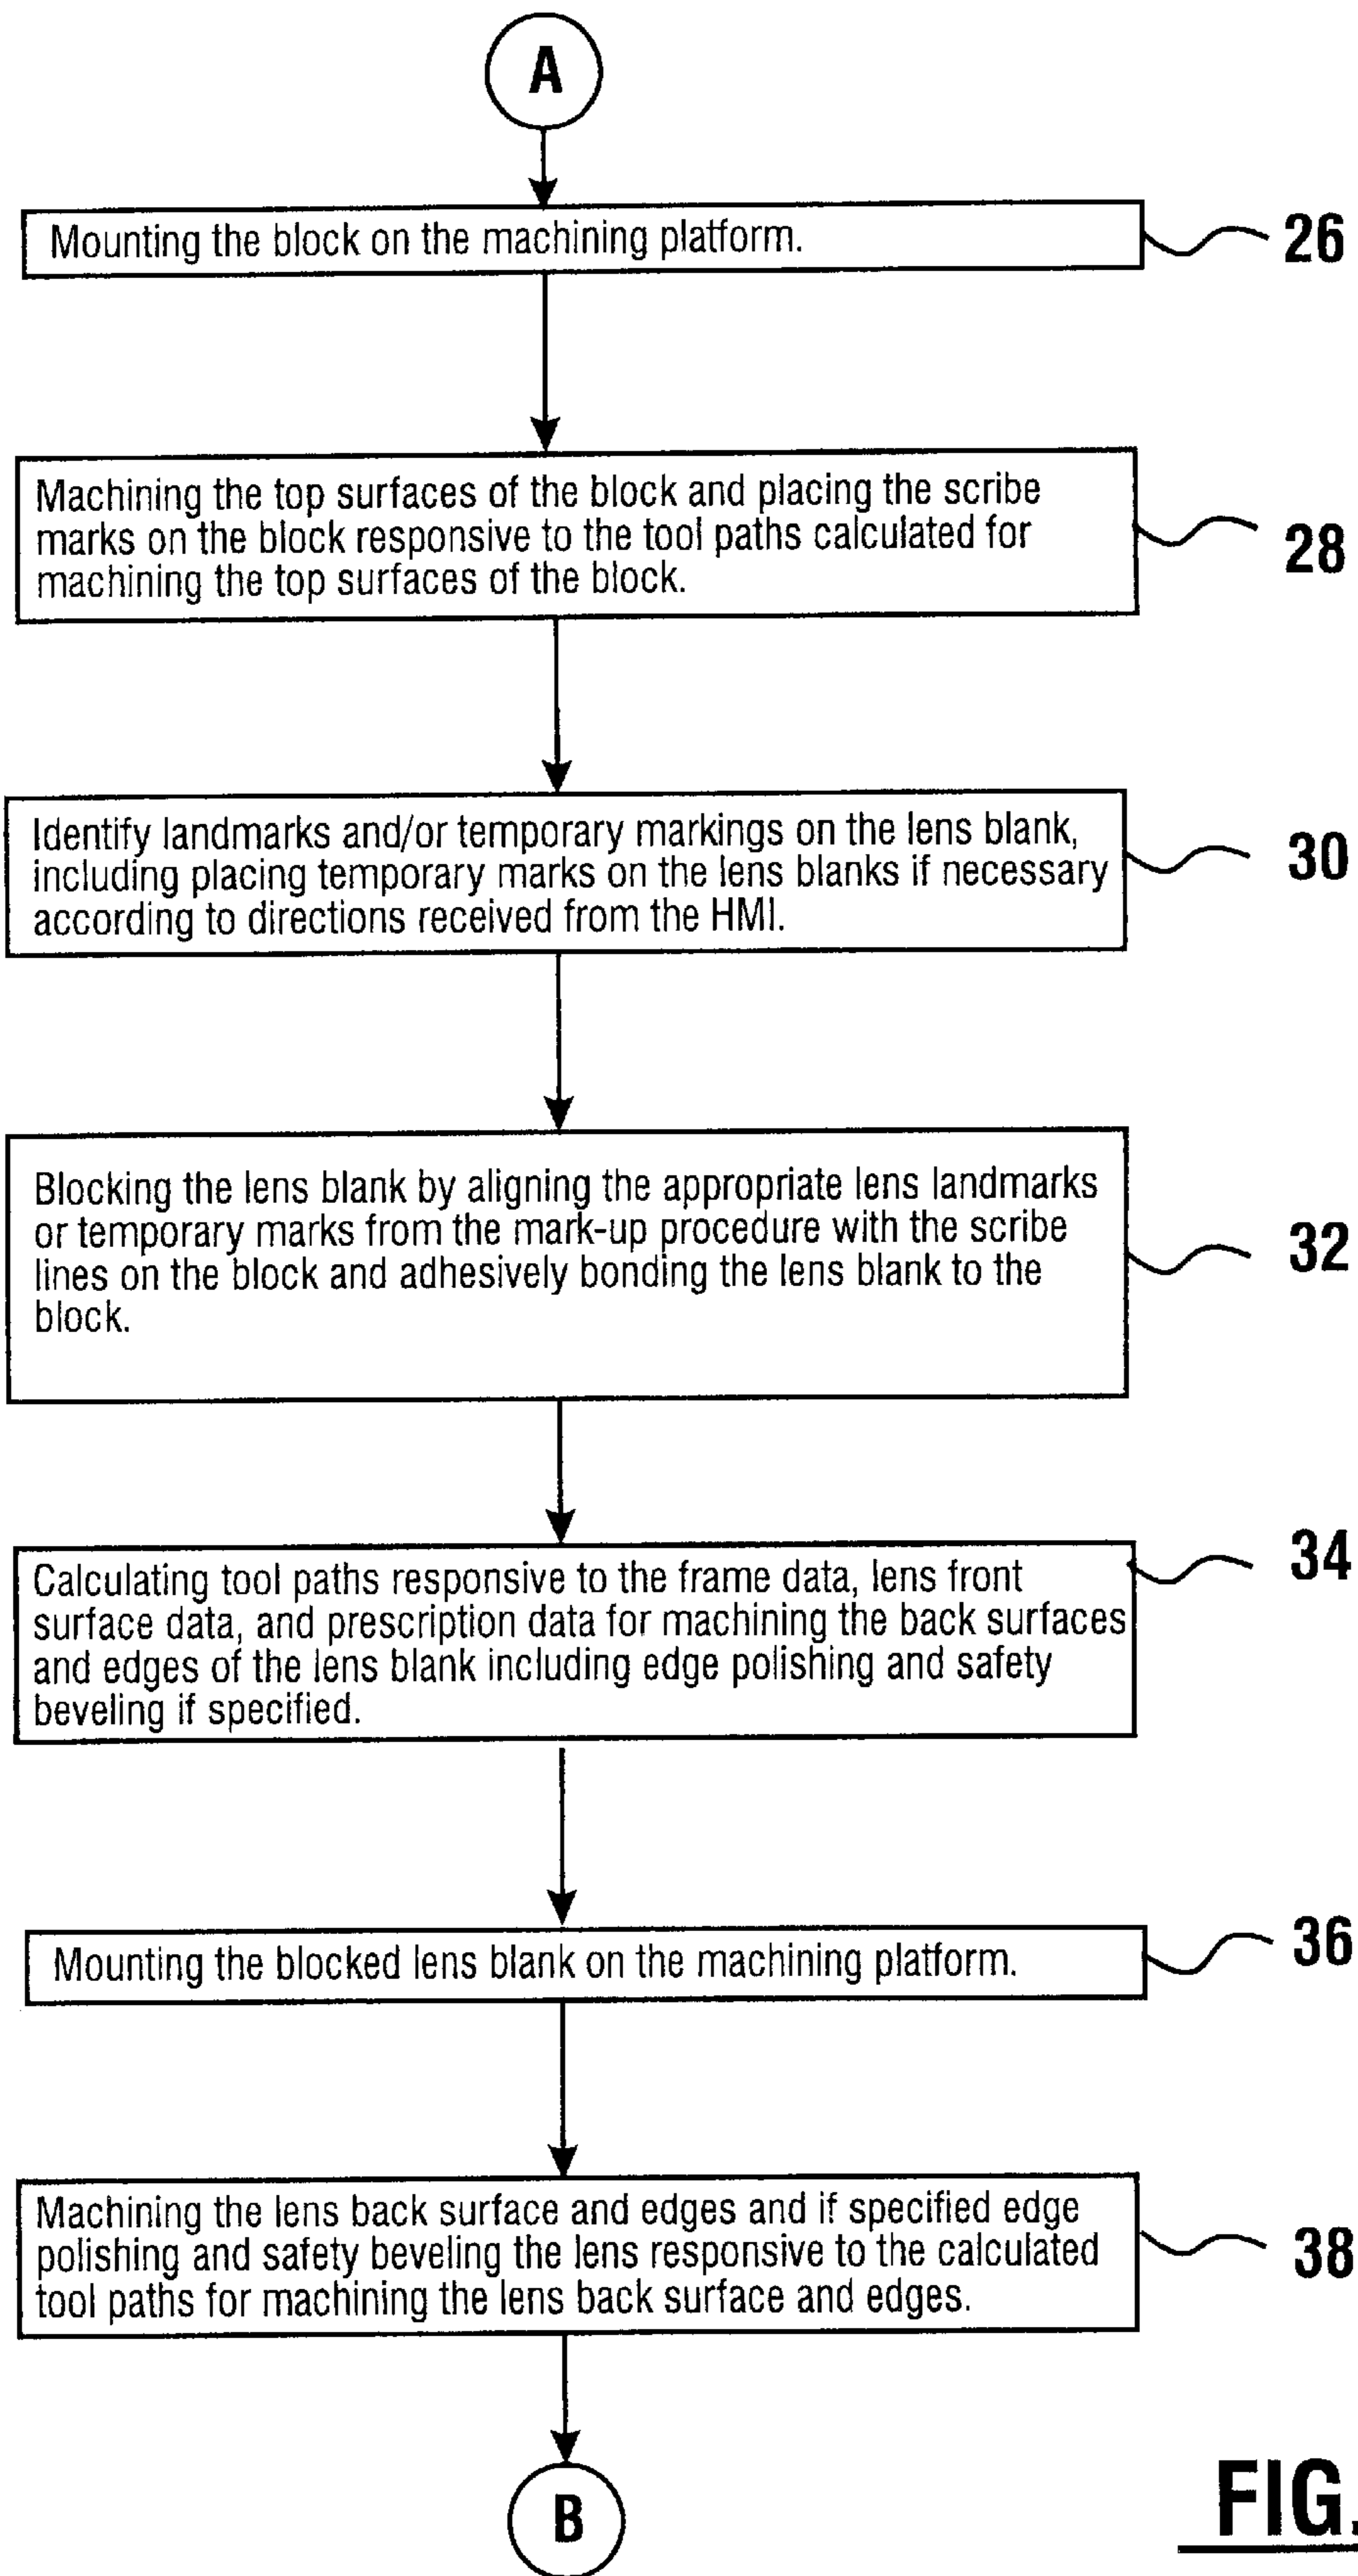 A
Mounting the block on the machining platform.
26
Machining the top surfaces of the block and placing the scribe
marks on the block responsive to the tool paths calculated for
machining the top surfaces of the block.
28
Identify landmarks and/or temporary markings on the lens blank,
including placing temporary marks on the lens blanks if necessary
according to directions received from the HMI.
30
Blocking the lens blank by aligning the appropriate lens landmarks
or temporary marks from the mark-up procedure with the scribe
lines on the block and adhesively bonding the lens blank to the
block.
32
Calculating tool paths responsive to the frame data, lens front
surface data, and prescription data for machining the back surfaces
and edges of the lens blank including edge polishing and safety
beveling if specified.
34
Mounting the blocked lens blank on the machining platform.
36
Machining the lens back surface and edges and if specified edge
polishing and safety beveling the lens responsive to the calculated
tool paths for machining the lens back surface and edges.
38
B
FIG.